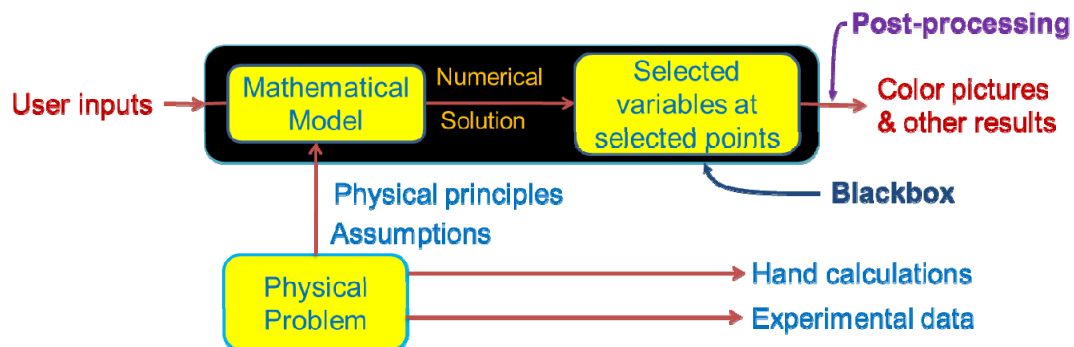 Post-processing
User inputs
Mathematical
Model
Numerical
Solution
Selected
variables at
selected points
Color pictures
& other results
Blackbox
Physical principles
Assumptions
Physical
Problem
Hand calculations
Experimental data